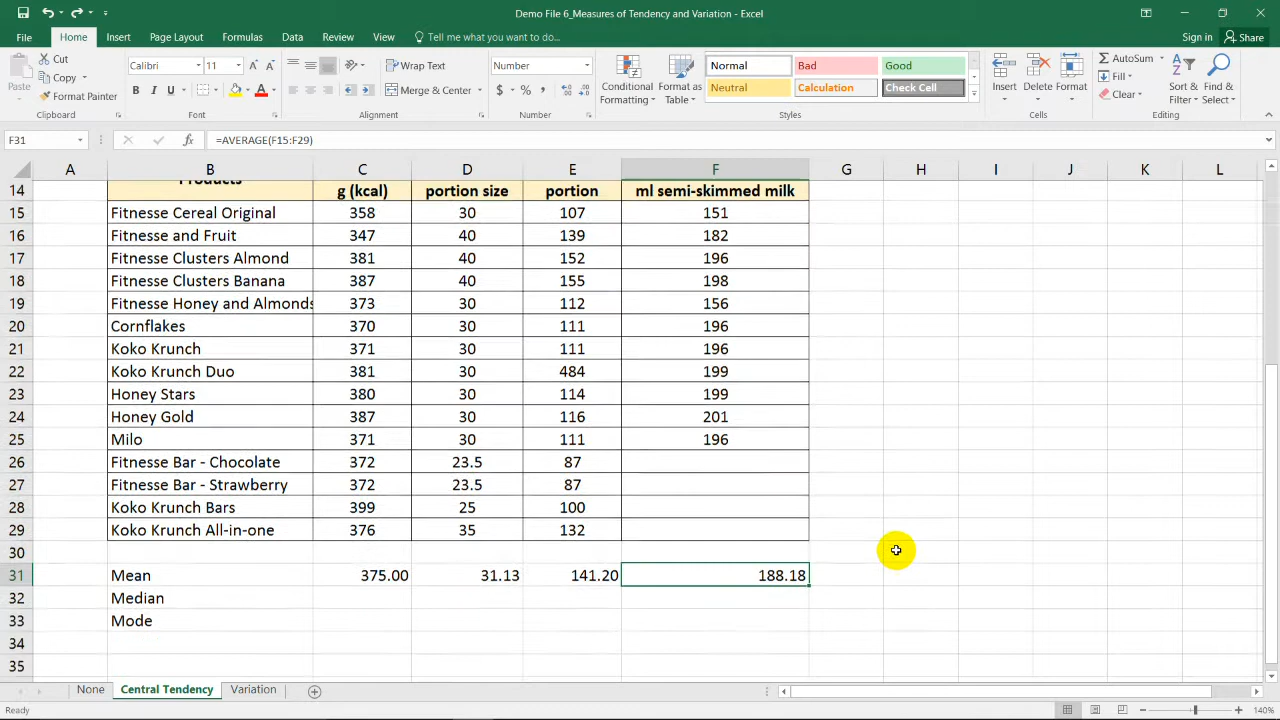 Demo File 6_Measures of Tendency and Variation - Excel
File Home Insert Page Layout Formulas Data Review View Tell me what you want to do... Sign in Share
Paste Cut Copy Format Painter Clipboard
Calibri 11 B I U Font
Wrap Text Merge & Center Alignment
Number $ % , Number
Conditional Formatting Format as Table Normal Bad Good Neutral Calculation Check Cell Styles
Insert Delete Format Cells
AutoSum Fill Clear Sort & Filter Find & Select Editing
F31 fx =AVERAGE(F15:F29)
A B C D E F G H I J K L
14 Products g (kcal) portion size portion ml semi-skimmed milk
15 Fitnesse Cereal Original 358 30 107 151
16 Fitnesse and Fruit 347 40 139 182
17 Fitnesse Clusters Almond 381 40 152 196
18 Fitnesse Clusters Banana 387 40 155 198
19 Fitnesse Honey and Almonds 373 30 112 156
20 Cornflakes 370 30 111 196
21 Koko Krunch 371 30 111 196
22 Koko Krunch Duo 381 30 484 199
23 Honey Stars 380 30 114 199
24 Honey Gold 387 30 116 201
25 Milo 371 30 111 196
26 Fitnesse Bar - Chocolate 372 23.5 87
27 Fitnesse Bar - Strawberry 372 23.5 87
28 Koko Krunch Bars 399 25 100
29 Koko Krunch All-in-one 376 35 132
30
31 Mean 375.00 31.13 141.20 188.18
32 Median
33 Mode
34
35
None Central Tendency Variation
Ready 140%